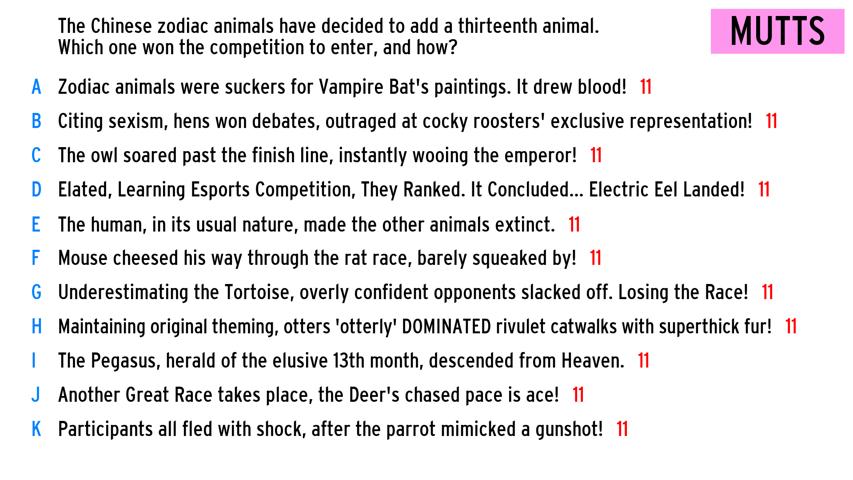 The Chinese zodiac animals have decided to add a thirteenth animal.
Which one won the competition to enter, and how?
MUTTS
A Zodiac animals were suckers for Vampire Bat's paintings. It drew blood! 11
B Citing sexism, hens won debates, outraged at cocky roosters' exclusive representation! 11
C The owl soared past the finish line, instantly wooing the emperor! 11
D Elated, Learning Esports Competition, They Ranked. It Concluded... Electric Eel Landed! 11
E The human, in its usual nature, made the other animals extinct. 11
F Mouse cheesed his way through the rat race, barely squeaked by! 11
G Underestimating the Tortoise, overly confident opponents slacked off. Losing the Race! 11
H Maintaining original theming, otters 'otterly' DOMINATED rivulet catwalks with superthick fur! 11
I The Pegasus, herald of the elusive 13th month, descended from Heaven. 11
J Another Great Race takes place, the Deer's chased pace is ace! 11
K Participants all fled with shock, after the parrot mimicked a gunshot! 11